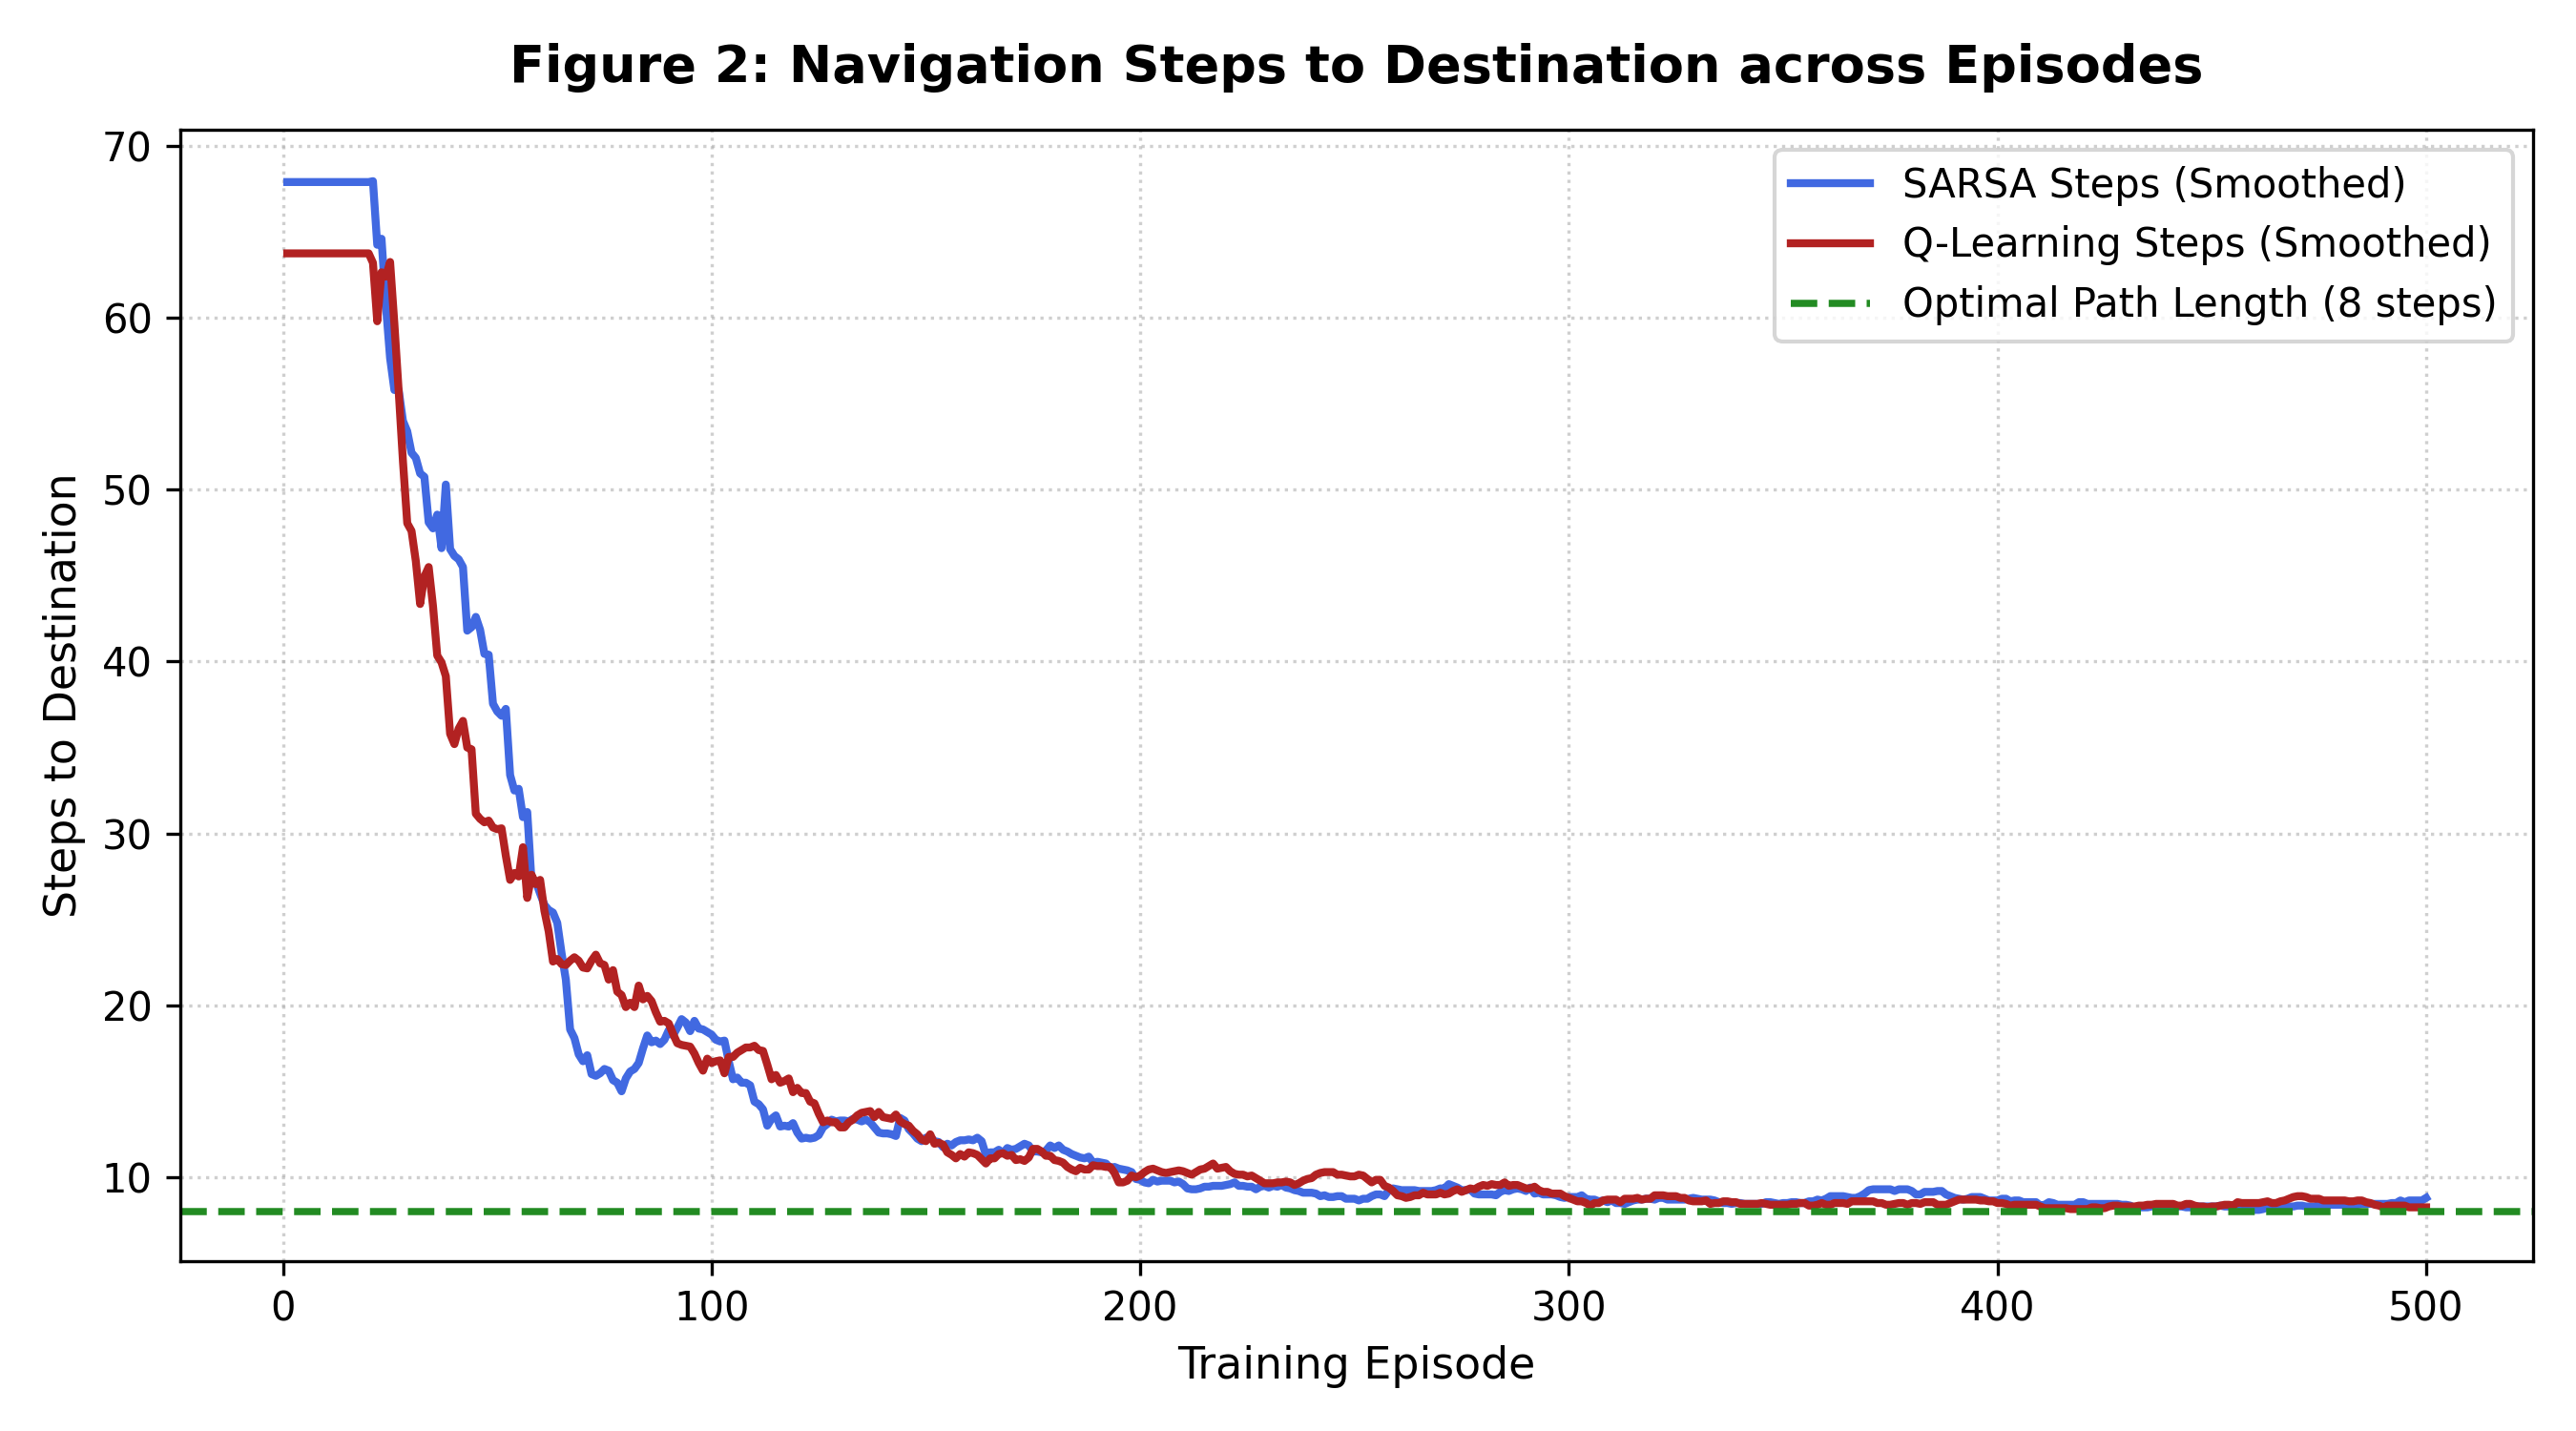 Figure 2: Navigation Steps to Destination across Episodes
SARSA Steps (Smoothed)
Q-Learning Steps (Smoothed)
Optimal Path Length (8 steps)
Steps to Destination
70
60
50
40
30
20
10
0
100
200
300
400
500
Training Episode